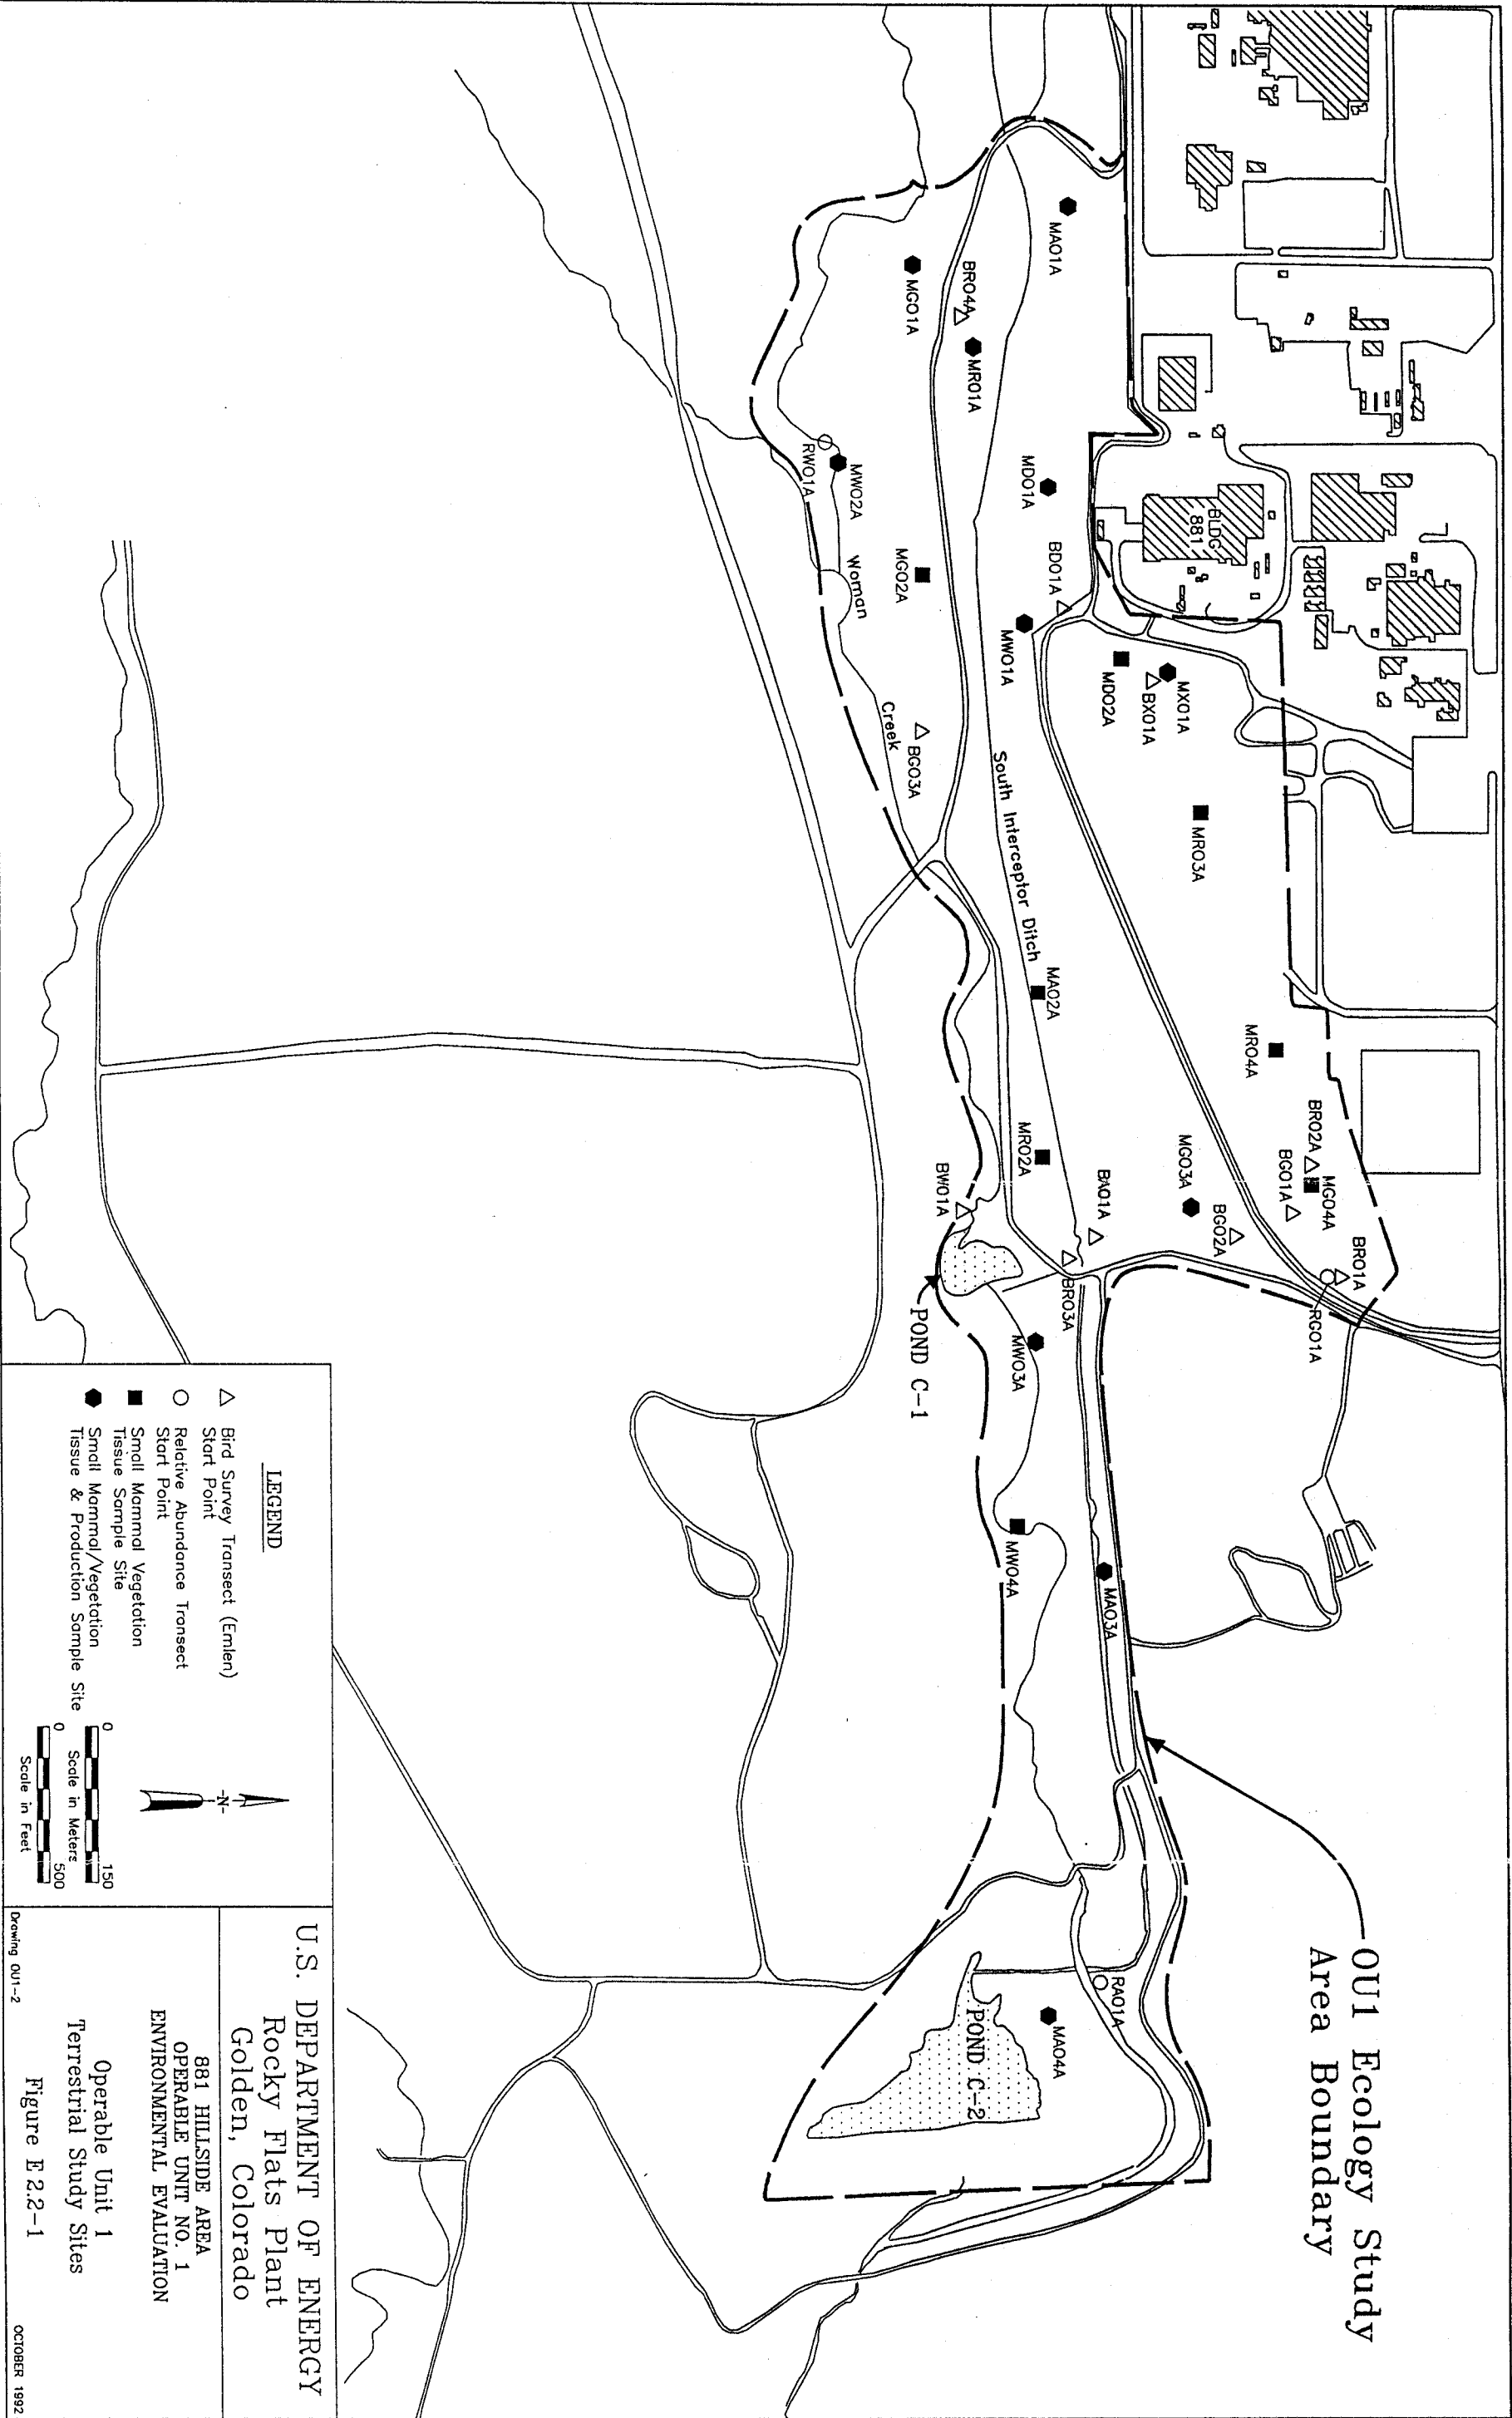 OU1 Ecology Study
Area Boundary
BLDG
881
MA01A
MG01A
BR04A
MR01A
MD01A
RW01A
MW02A
BD01A
MG02A
Woman
Creek
MW01A
MD02A
BX01A
MX01A
BG03A
MR03A
South Interceptor Ditch
MA02A
MR04A
MR02A
BR02A
MG04A
BG01A
MG03A
BG02A
BA01A
BW01A
BR01A
RG01A
BR03A
POND C-1
MW03A
MW04A
MA03A
RA01A
MA04A
POND C-2
LEGEND
Bird Survey Transect (Emlen)
Start Point
Relative Abundance Transect
Start Point
Small Mammal Vegetation
Tissue Sample Site
Small Mammal/Vegetation
Tissue & Production Sample Site
-N-
0 150
Scale in Meters
0 500
Scale in Feet
U.S. DEPARTMENT OF ENERGY
Rocky Flats Plant
Golden, Colorado
881 HILLSIDE AREA
OPERABLE UNIT NO. 1
ENVIRONMENTAL EVALUATION
Operable Unit 1
Terrestrial Study Sites
Figure E 2.2-1
Drawing OU1-2
OCTOBER 1992